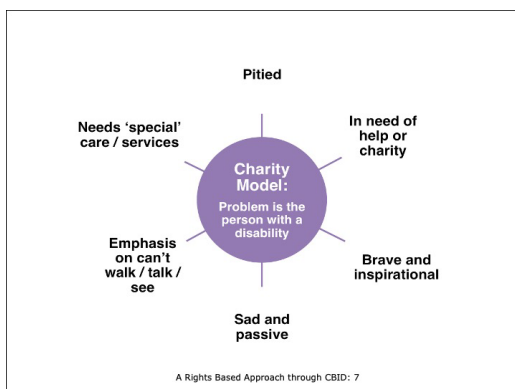 Pitied
Needs ‘special’
care / services
In need of
help or
charity
Charity
Model:
Problem is the
person with a
disability
Emphasis
on can’t
walk / talk /
see
Brave and
inspirational
Sad and
passive
A Rights Based Approach through CBID: 7